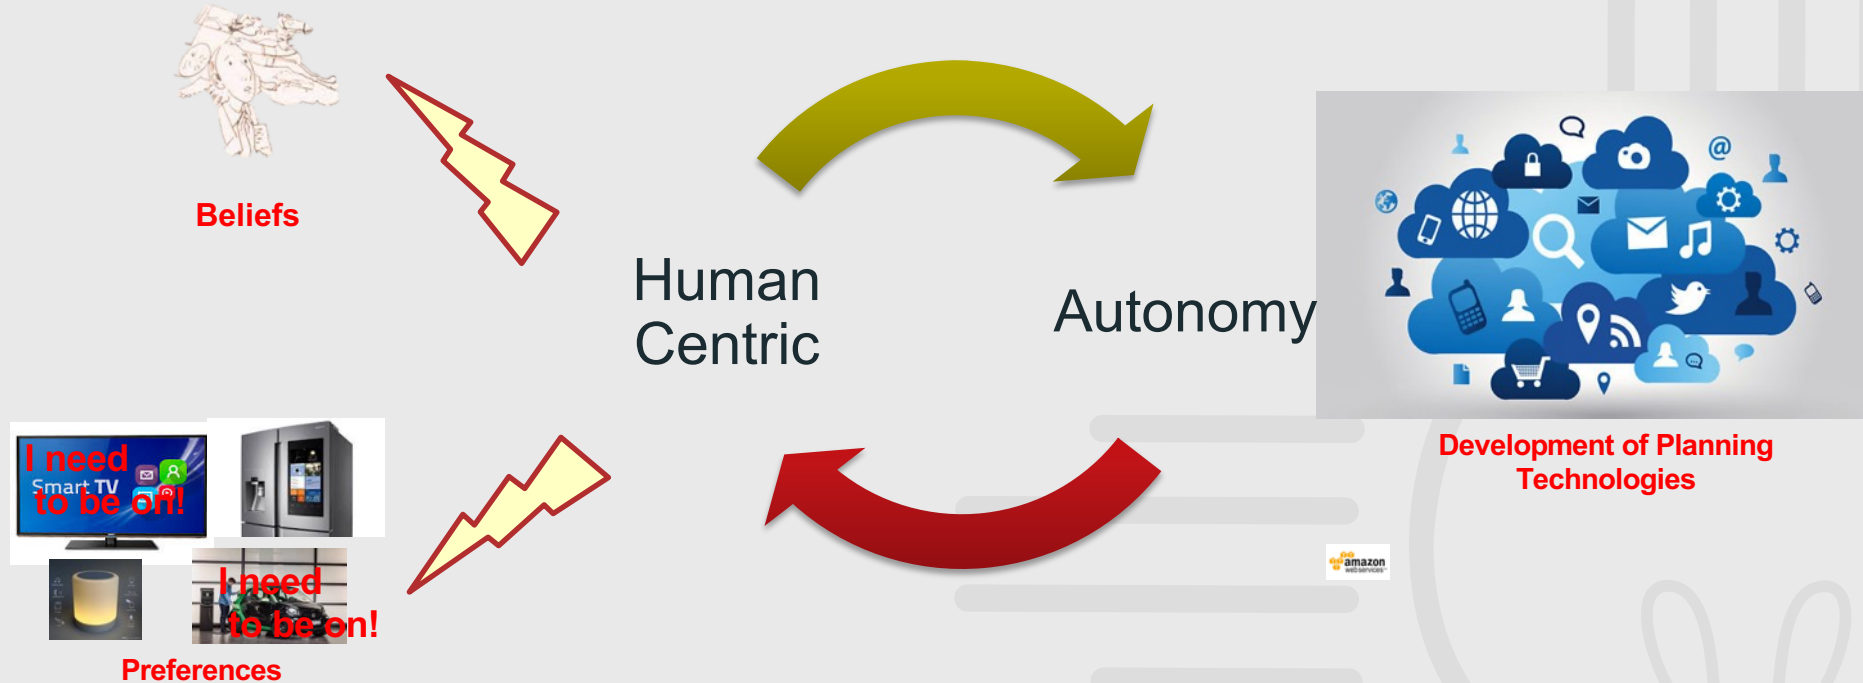 Beliefs
Human
Centric
Autonomy
@
Development of Planning
Technologies
I need
to be on!
Smart TV
I need
to be on!
Preferences
amazon
webservices™